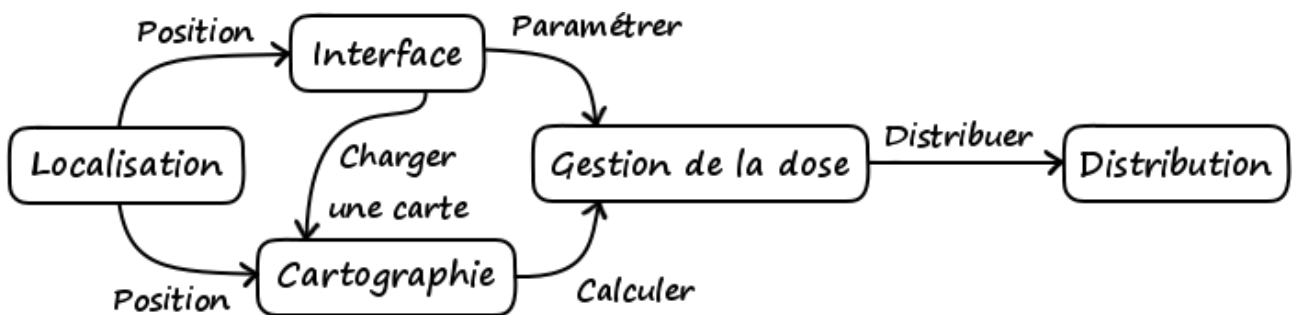 Position
Interface
Paramétrer
Localisation
Charger
une carte
Gestion de la dose
Distribuer
Distribution
Position
Cartographie
Calculer